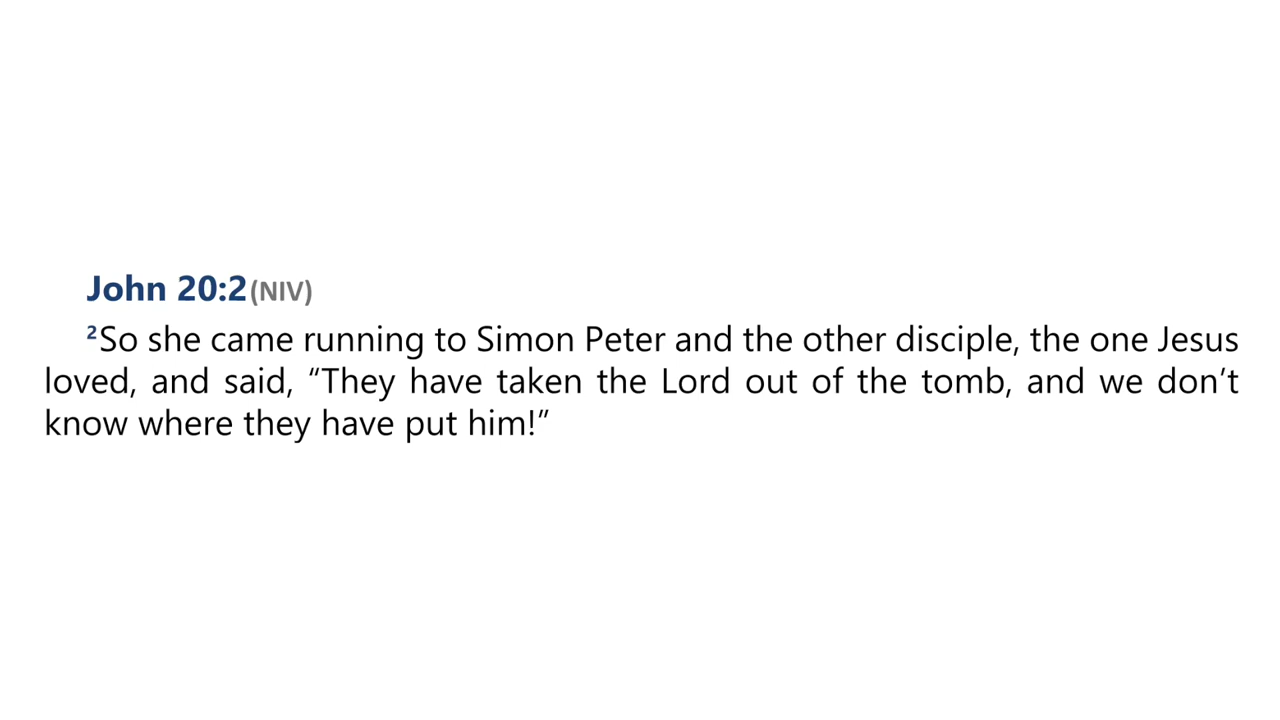 John 20:2 (NIV)
²So she came running to Simon Peter and the other disciple, the one Jesus
loved, and said, “They have taken the Lord out of the tomb, and we don’t
know where they have put him!”